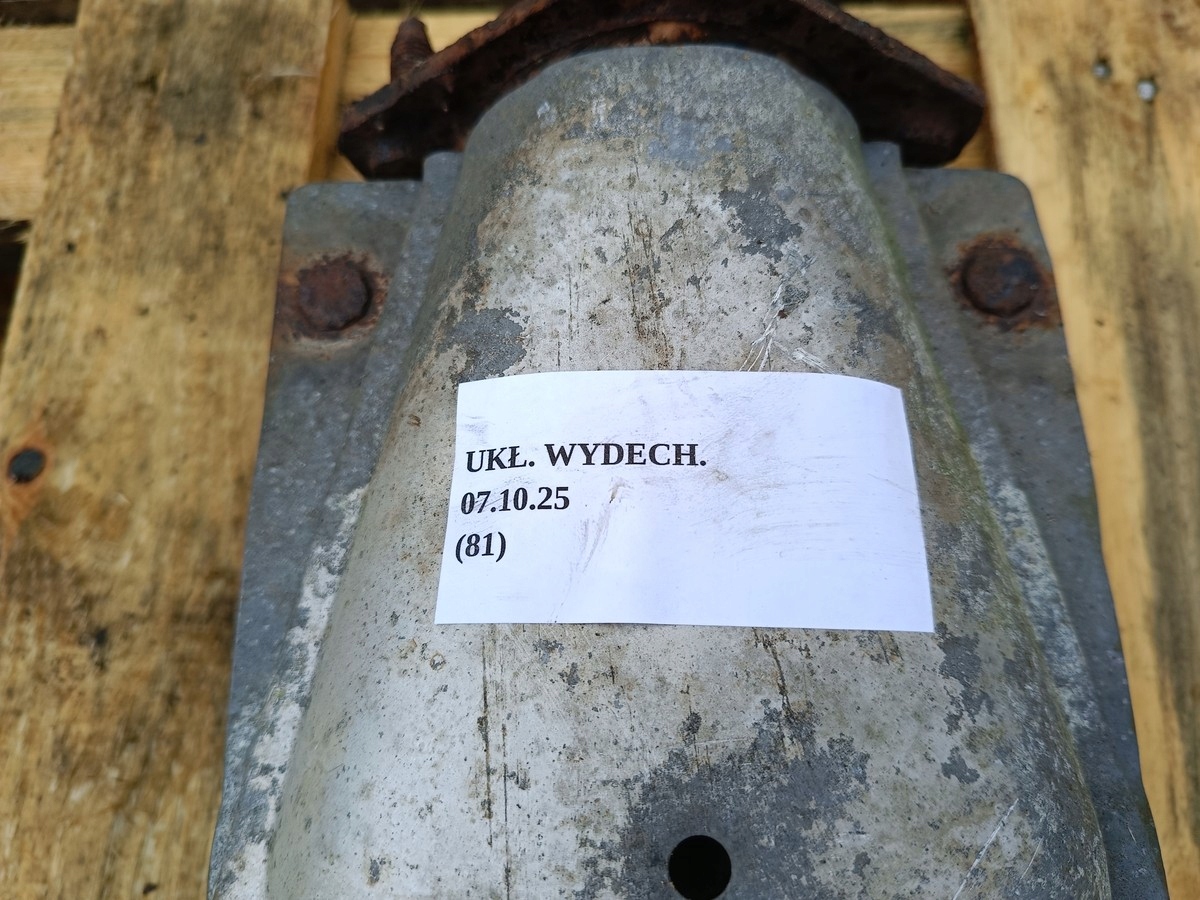 UKŁ. WYDECH.
07.10.25
(81)